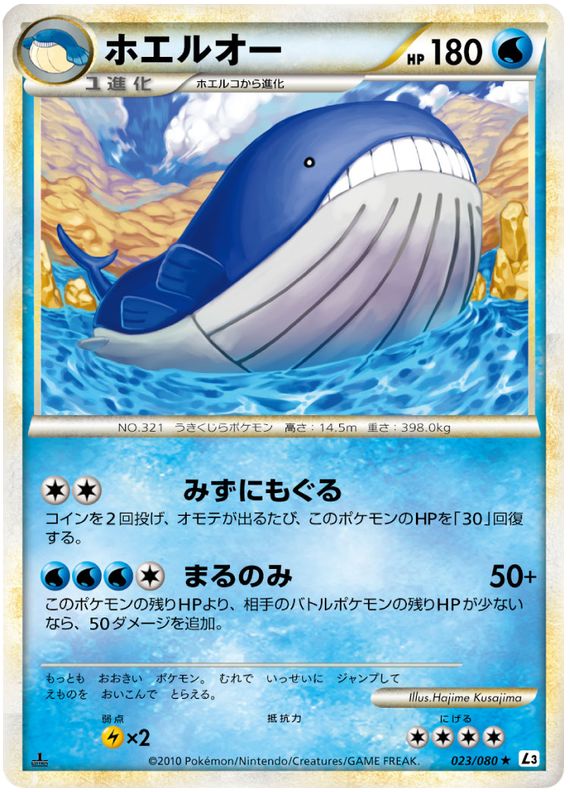 ホエルオー HP 180
1進化 ホエルコから進化
NO.321 うきくじらポケモン 高さ：14.5m 重さ：398.0kg
みずにもぐる
コインを2回投げ、オモテが出るたび、このポケモンのHPを「30」回復
する。
まるのみ 50+
このポケモンの残りHPより、相手のバトルポケモンの残りHPが少ない
なら、50ダメージを追加。
もっとも おおきい ポケモン。 むれで いっせいに ジャンプして
えものを おいこんで とらえる。
Illus.Hajime Kusajima
弱点 抵抗力 にげる
×2
1 ©2010 Pokémon/Nintendo/Creatures/GAME FREAK. 023/080 ★ L3